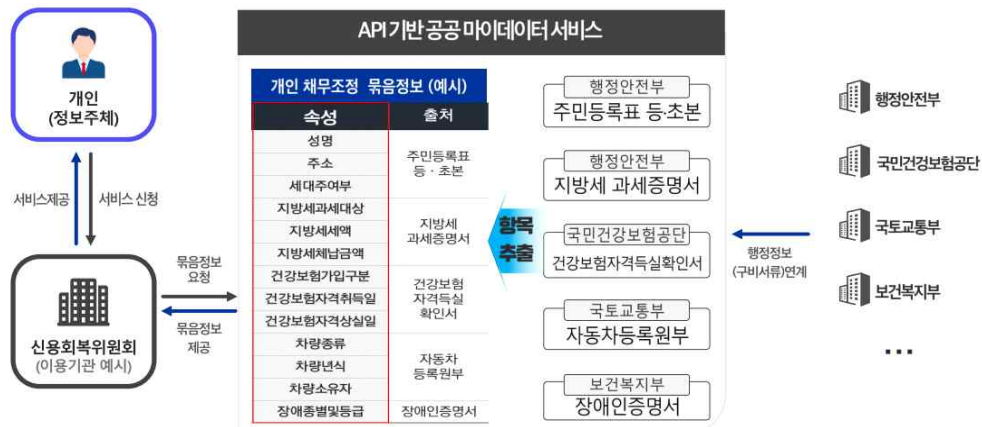 API 기반 공공 마이데이터 서비스
개인
(정보주체)
서비스제공
서비스 신청
신용회복위원회
(이용기관 예시)
묶음정보
요청
묶음정보
제공
개인 채무조정 묶음정보 (예시)
속성
출처
성명
주소
세대주여부
주민등록표
등 · 초본
지방세과세대상
지방세세액
지방세체납금액
지방세
과세증명서
건강보험가입구분
건강보험자격취득일
건강보험자격상실일
건강보험
자격득실
확인서
차량종류
차량년식
차량소유자
자동차
등록원부
장애종별및등급
장애인증명서
항목
추출
행정안전부
주민등록표 등·초본
행정안전부
지방세 과세증명서
국민건강보험공단
건강보험자격득실확인서
국토교통부
자동차등록원부
보건복지부
장애인증명서
행정정보
(구비서류)연계
행정안전부
국민건강보험공단
국토교통부
보건복지부
...